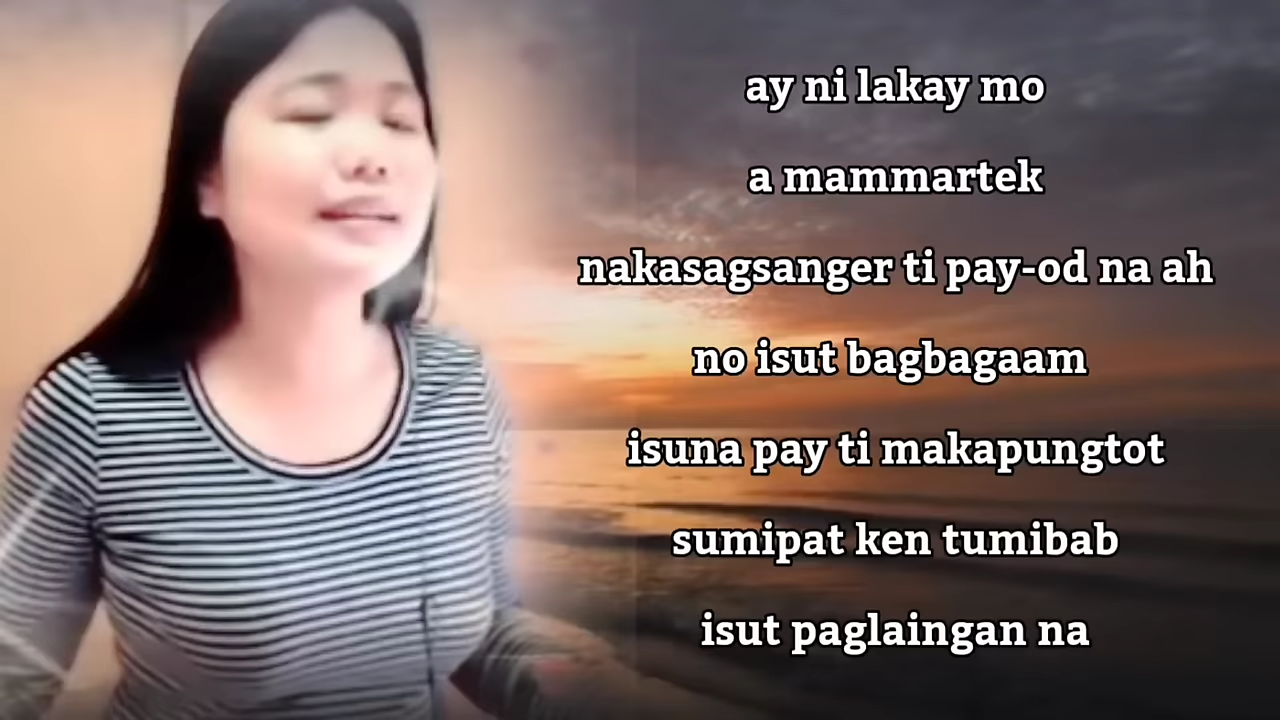 ay ni lakay mo
a mammartek
nakasagsanger ti pay-od na ah
no isut bagbagaam
isuna pay ti makapungtot
sumipat ken tumibab
isut paglaingan na